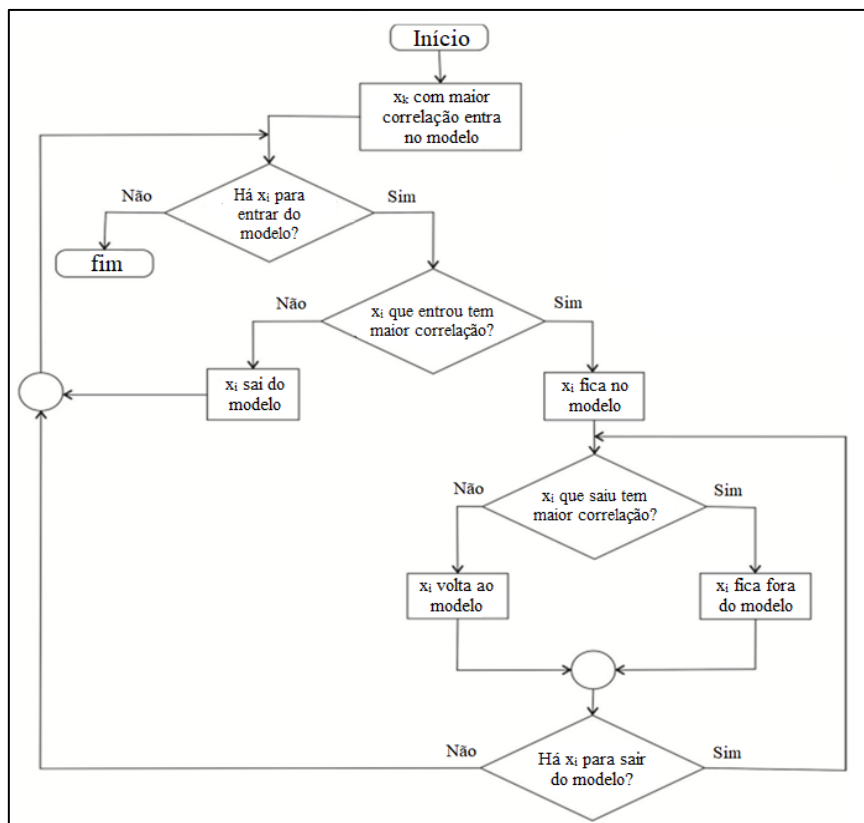 Início
xₖ com maior
correlação entra
no modelo
Não
Há xᵢ para
entrar do
modelo?
Sim
fim
Não
xᵢ que entrou tem
maior correlação?
Sim
xᵢ sai do
modelo
xᵢ fica no
modelo
Não
xᵢ que saiu tem
maior correlação?
Sim
xᵢ volta ao
modelo
xᵢ fica fora
do modelo
Não
Há xᵢ para sair
do modelo?
Sim